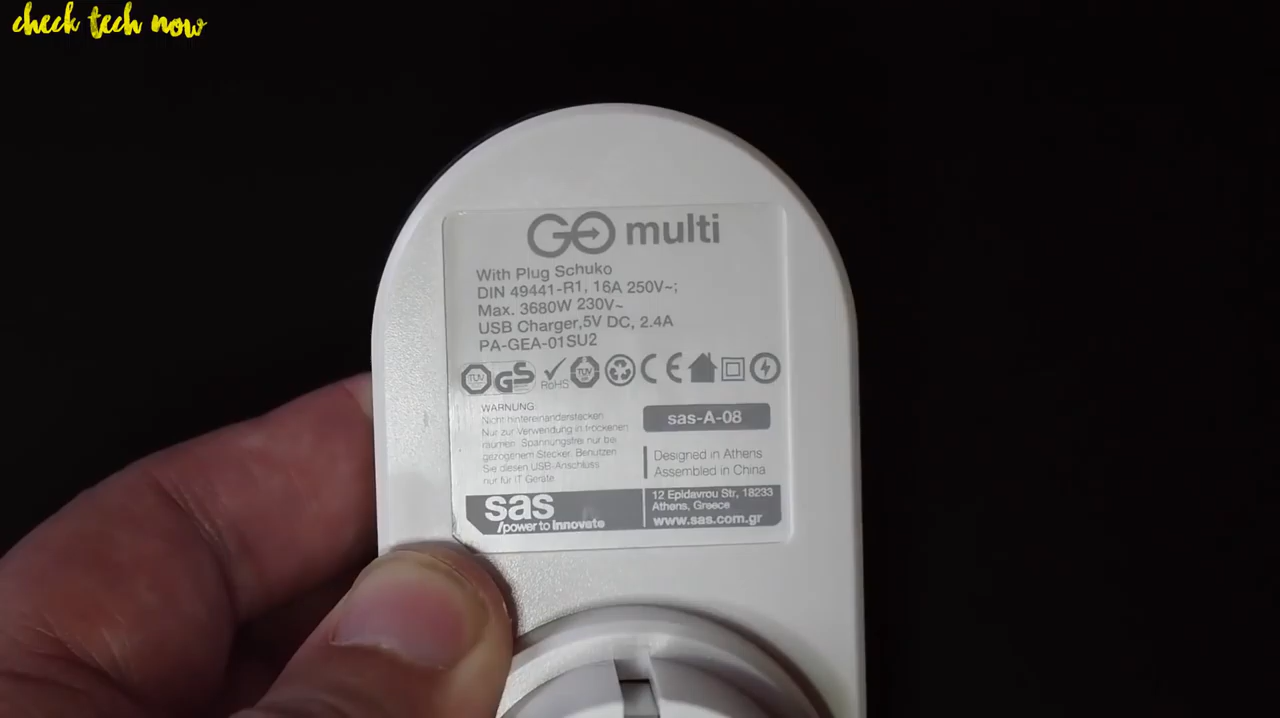 check tech now
GO multi
With Plug Schuko
DIN 49441-R1, 16A 250V~;
Max. 3680W 230V~
USB Charger,5V DC, 2.4A
PA-GEA-01SU2
TÜV GS RoHS TÜV CE
WARNUNG:
Nicht hintereinanderstecken
Nur zur Verwendung in trockenen
räumen. Spannungsfrei nur bei
gezogenem Stecker. Benutzen
Sie diesen USB-Anschluss
nur für IT Geräte
sas-A-08
Designed in Athens
Assembled in China
sas
/power to innovate
12 Epidavrou Str, 18233
Athens, Greece
www.sas.com.gr